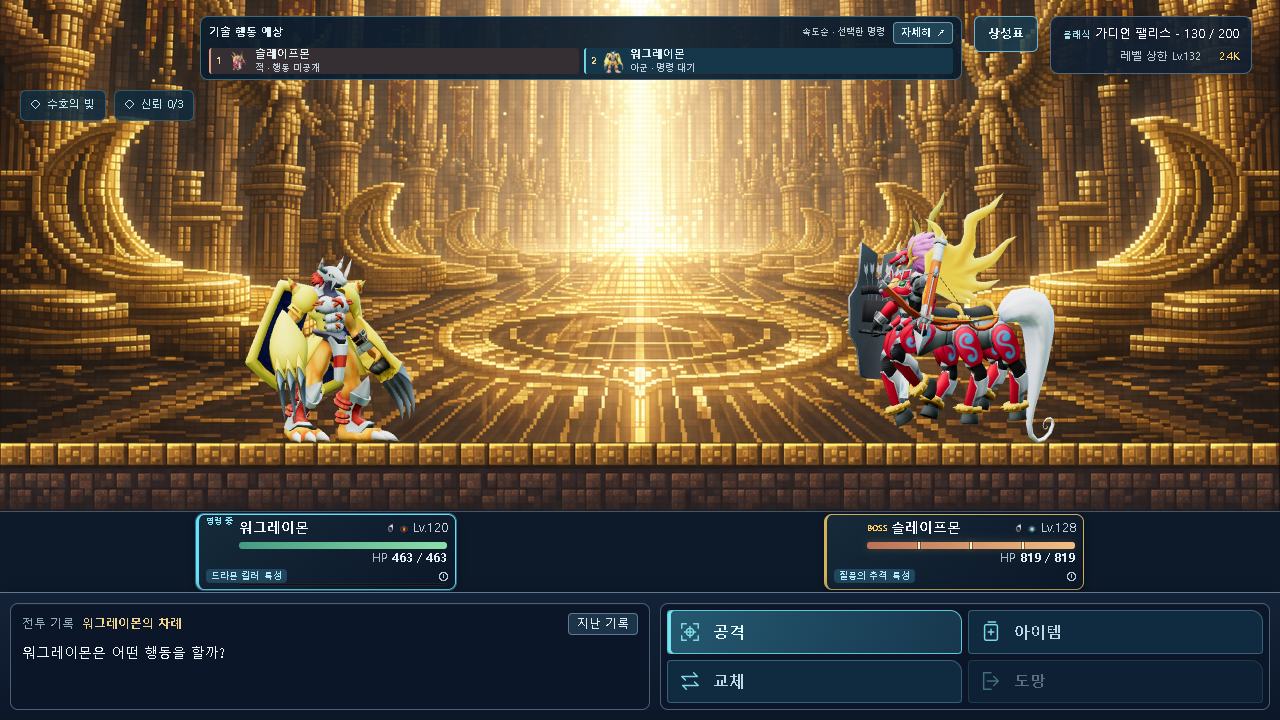 기술 행동 예상
속도순 · 선택한 명령
자세히 ↗
1 슬레이프몬
적 · 행동 미공개
2 워그레이몬
아군 · 명령 대기
상성표
클래식 가디언 팰리스 - 130 / 200
레벨 상한 Lv.132 24K
◇ 수호의 빛
◇ 신뢰 0/3
명령 중 워그레이몬 Lv.120
HP 463 / 463
드라몬 킬러 특성
BOSS 슬레이프몬 Lv.128
HP 819 / 819
질풍의 추격 특성
전투 기록 워그레이몬의 차례
지난 기록
워그레이몬은 어떤 행동을 할까?
공격
아이템
교체
도망